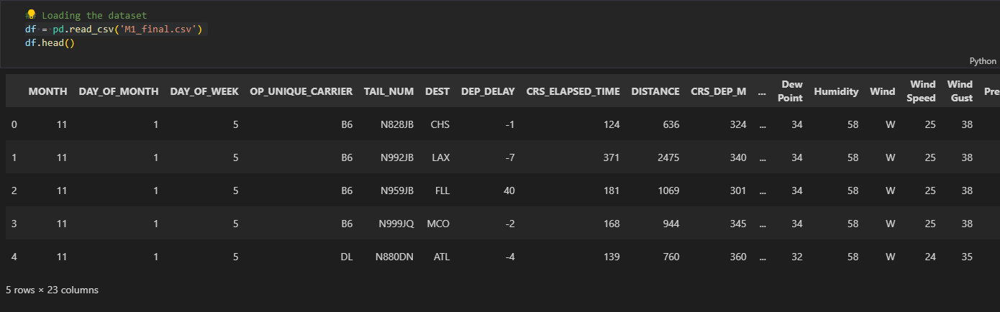 ## Loading the dataset
df = pd.read_csv('M1_final.csv')
df.head()
Python
MONTH DAY_OF_MONTH DAY_OF_WEEK OP_UNIQUE_CARRIER TAIL_NUM DEST DEP_DELAY CRS_ELAPSED_TIME DISTANCE CRS_DEP_M ... Dew Point Humidity Wind Wind Speed Wind Gust Pre
0 11 1 5 B6 N828JB CHS -1 124 636 324 ... 34 58 W 25 38
1 11 1 5 B6 N992JB LAX -7 371 2475 340 ... 34 58 W 25 38
2 11 1 5 B6 N959JB FLL 40 181 1069 301 ... 34 58 W 25 38
3 11 1 5 B6 N999JQ MCO -2 168 944 345 ... 34 58 W 25 38
4 11 1 5 DL N880DN ATL -4 139 760 360 ... 32 58 W 24 35
5 rows × 23 columns